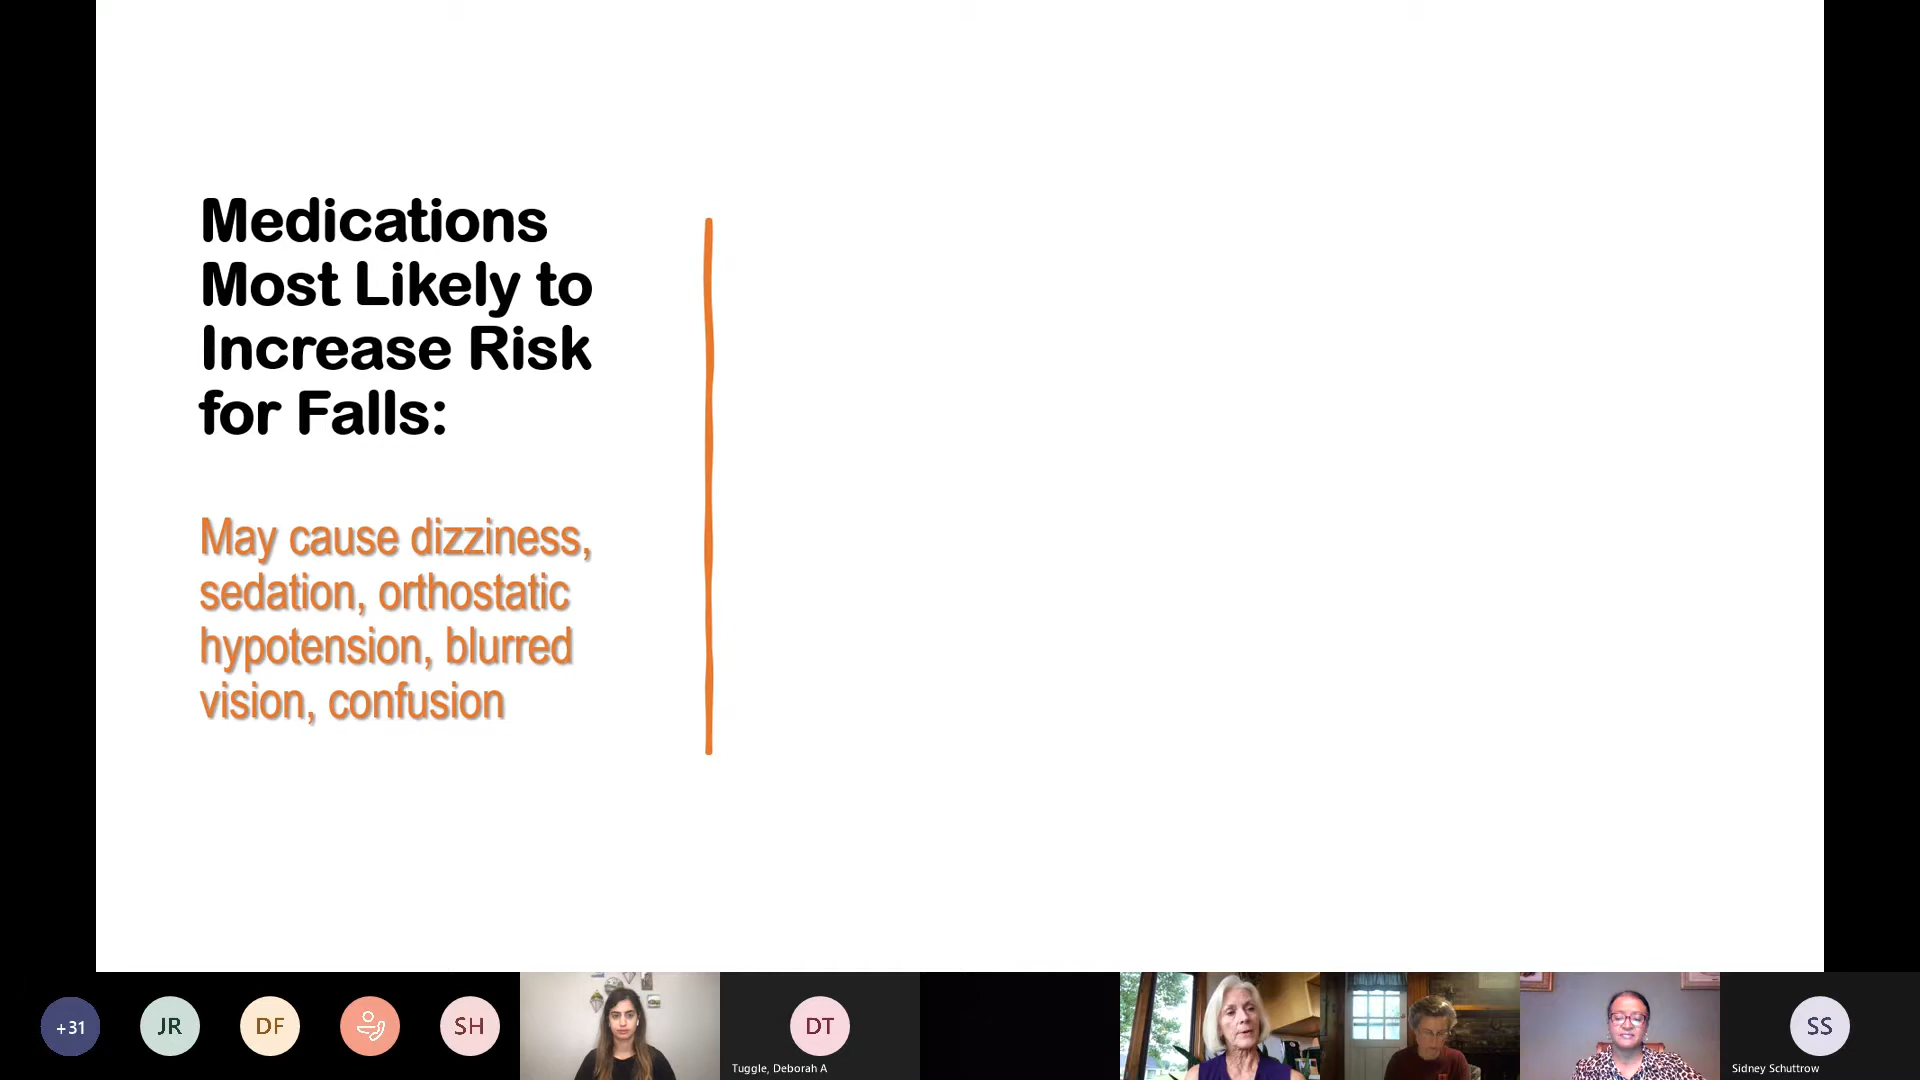 Medications
Most Likely to
Increase Risk
for Falls:
May cause dizziness,
sedation, orthostatic
hypotension, blurred
vision, confusion
+31
JR
DF
SH
DT
Tuggle, Deborah A
SS
Sidney Schuttrow